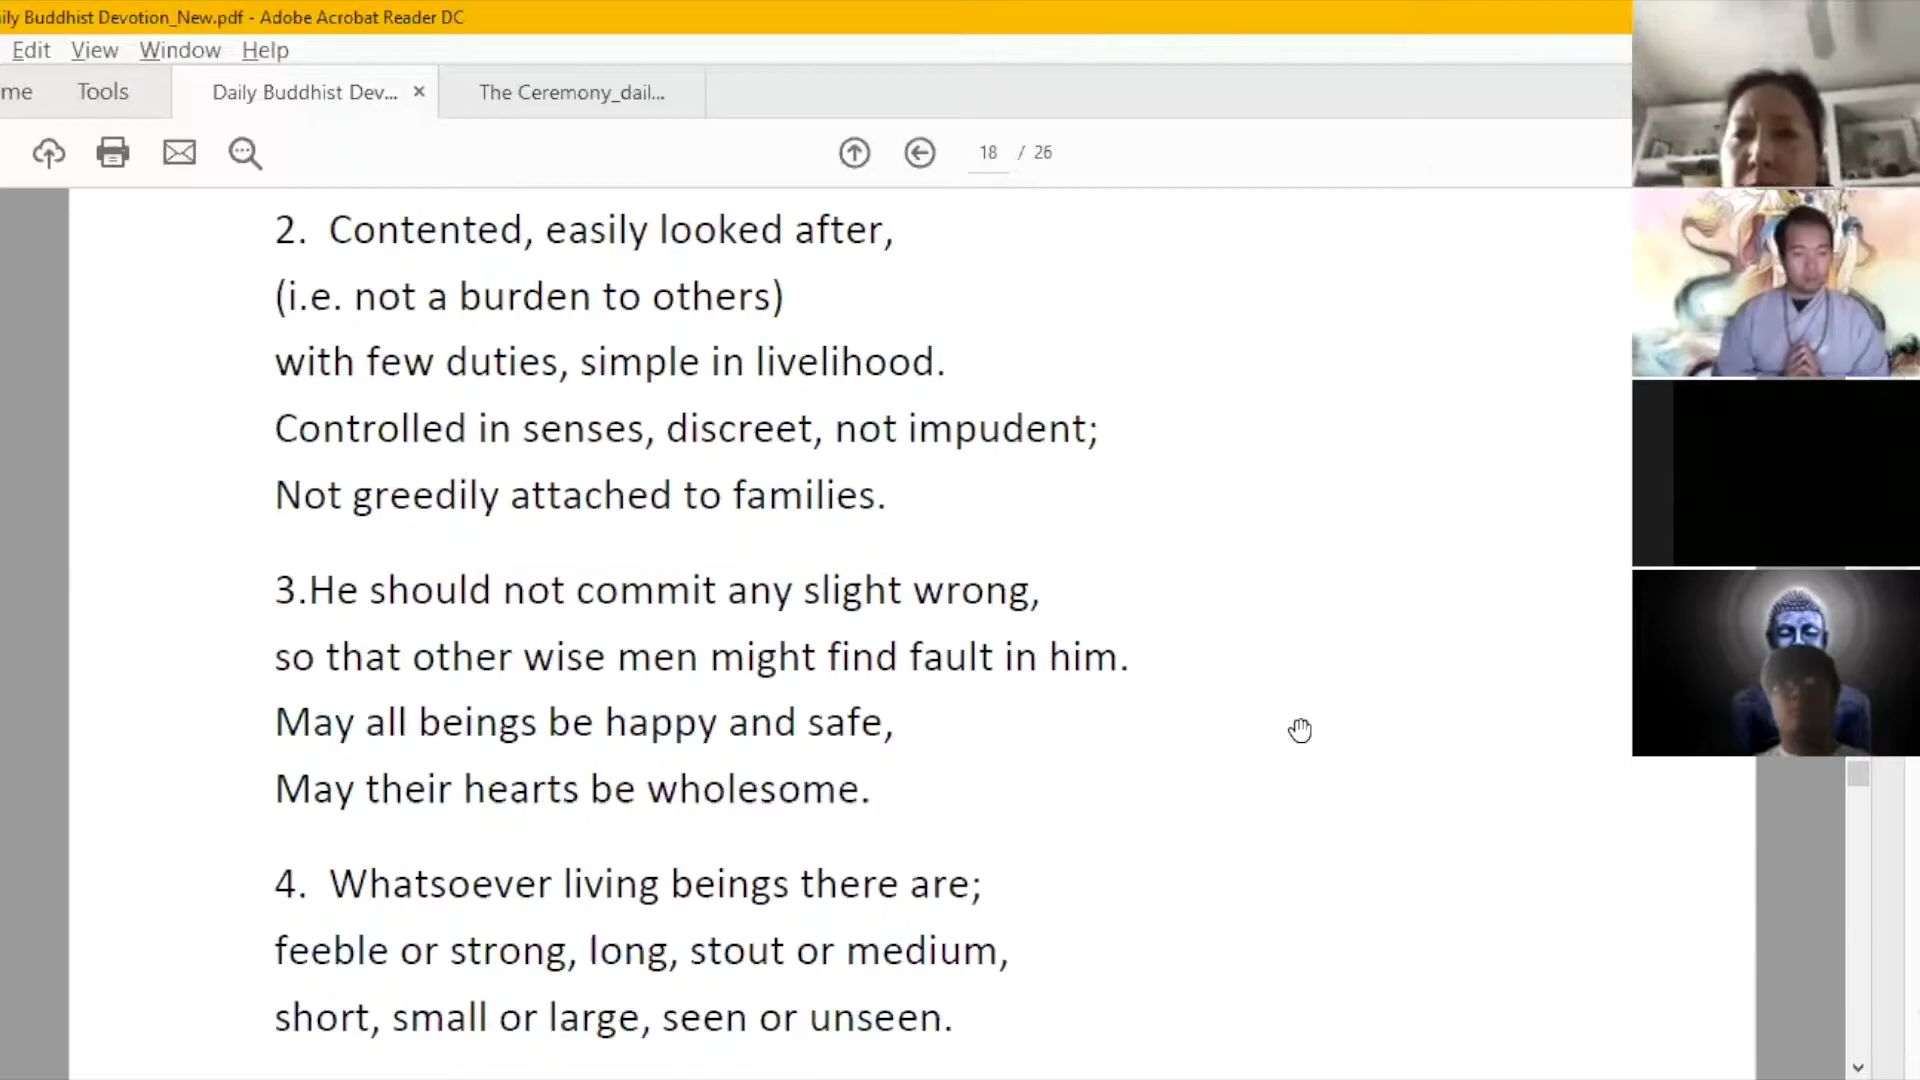 ily Buddhist Devotion_New.pdf - Adobe Acrobat Reader DC
Edit View Window Help
me Tools Daily Buddhist Dev... × The Ceremony_dail...
18 / 26
2. Contented, easily looked after,
(i.e. not a burden to others)
with few duties, simple in livelihood.
Controlled in senses, discreet, not impudent;
Not greedily attached to families.
3.He should not commit any slight wrong,
so that other wise men might find fault in him.
May all beings be happy and safe,
May their hearts be wholesome.
4. Whatsoever living beings there are;
feeble or strong, long, stout or medium,
short, small or large, seen or unseen.